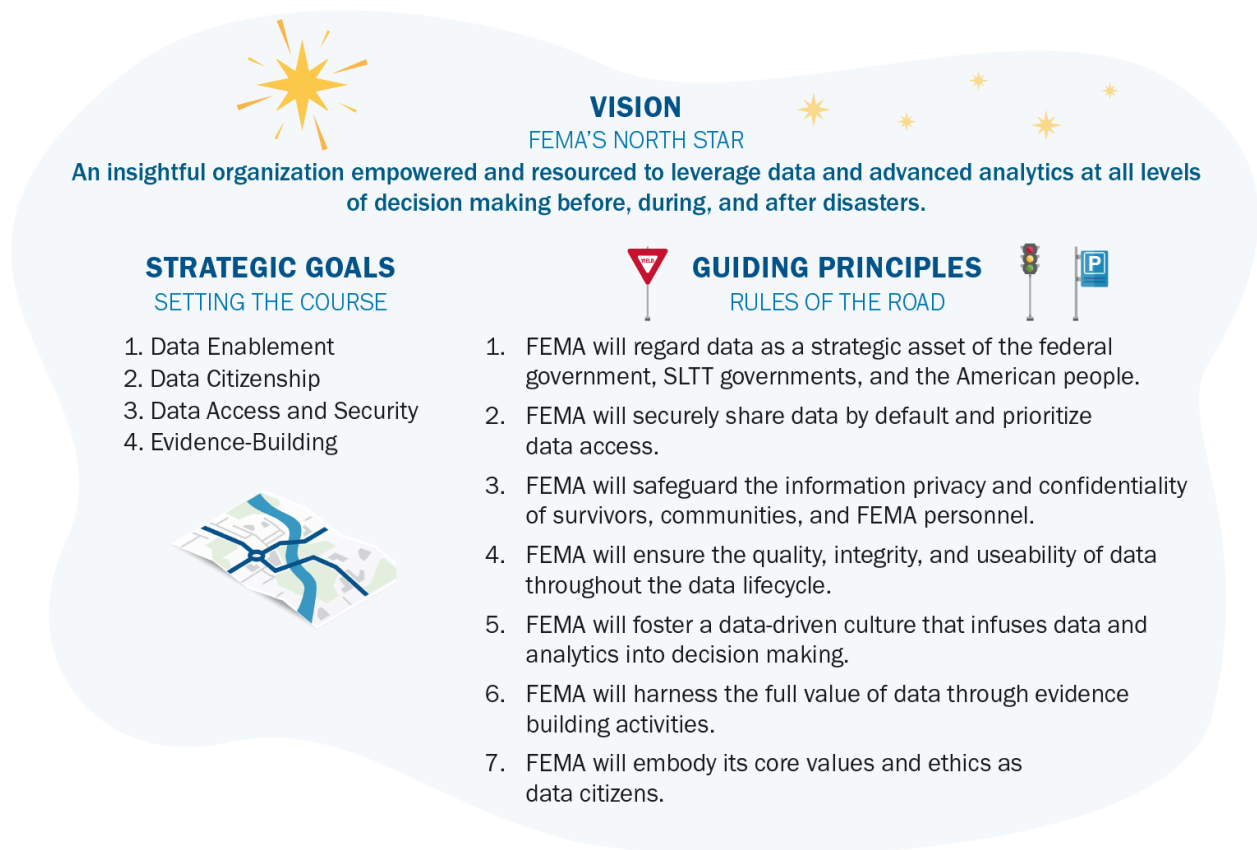 VISION
FEMA'S NORTH STAR
An insightful organization empowered and resourced to leverage data and advanced analytics at all levels
of decision making before, during, and after disasters.
STRATEGIC GOALS
SETTING THE COURSE
1. Data Enablement
2. Data Citizenship
3. Data Access and Security
4. Evidence-Building
YIELD
GUIDING PRINCIPLES
RULES OF THE ROAD
P
1. FEMA will regard data as a strategic asset of the federal
government, SLTT governments, and the American people.
2. FEMA will securely share data by default and prioritize
data access.
3. FEMA will safeguard the information privacy and confidentiality
of survivors, communities, and FEMA personnel.
4. FEMA will ensure the quality, integrity, and useability of data
throughout the data lifecycle.
5. FEMA will foster a data-driven culture that infuses data and
analytics into decision making.
6. FEMA will harness the full value of data through evidence
building activities.
7. FEMA will embody its core values and ethics as
data citizens.